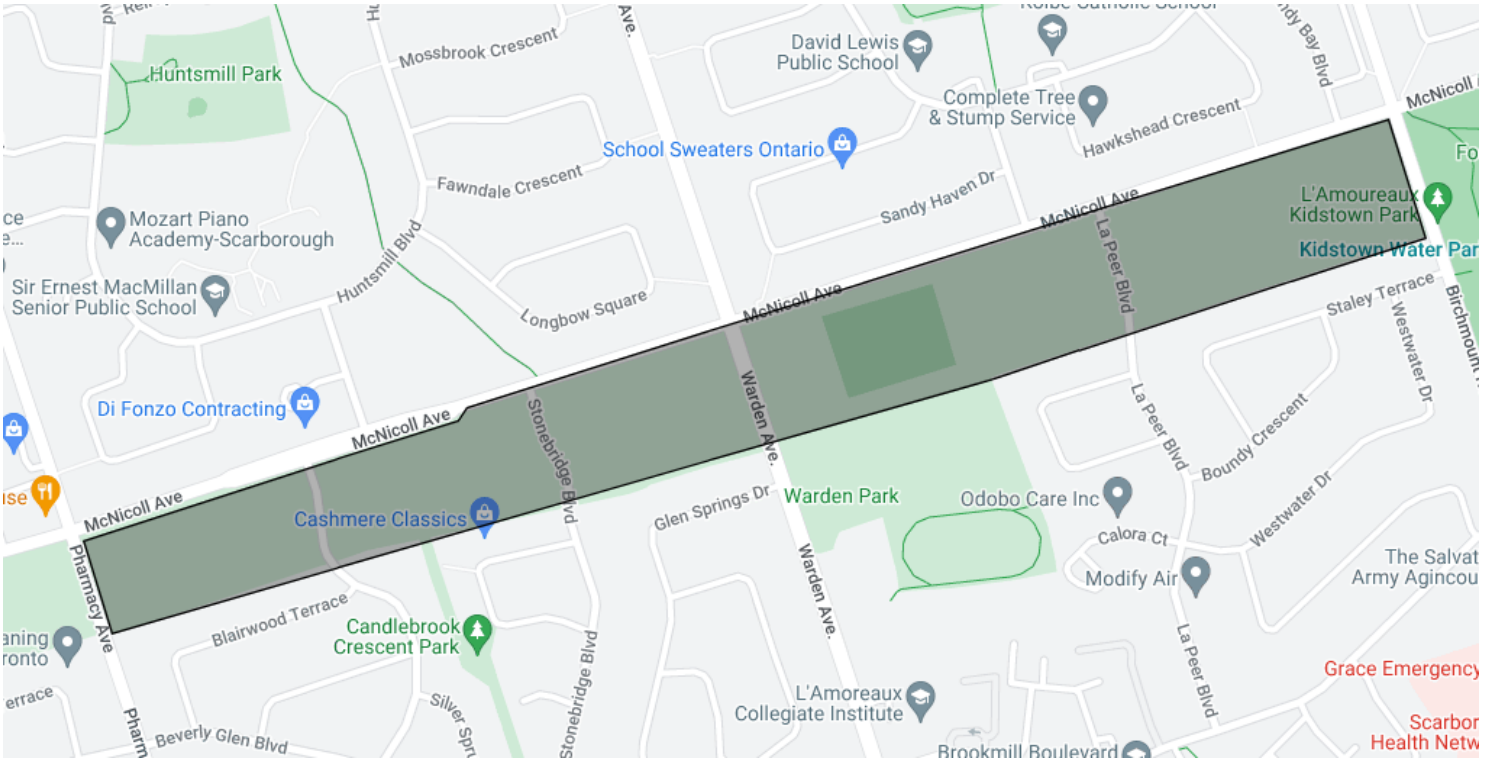 Mossbrook Crescent
Ave.
David Lewis
Public School
Huntsmill Park
Complete Tree
& Stump Service
McNicoll
Hawkshead Crescent
School Sweaters Ontario
Fawndale Crescent
Sandy Haven Dr
McNicoll Ave
L'Amoureaux
Kidstown Park
Mozart Piano
Academy-Scarborough
Huntsmill Blvd
La Peer Blvd
Kidstown Water Par
Sir Ernest MacMillan
Senior Public School
Longbow Square
McNicoll Ave
Staley Terrace
Birchmount
Westwater Dr
Di Fonzo Contracting
McNicoll Ave
Stonebridge Blvd
Warden Ave.
La Peer Blvd
Boundy Crescent
McNicoll Ave
Cashmere Classics
Glen Springs Dr
Warden Park
Odobo Care Inc
Westwater Dr
Calora Ct
Pharmacy Ave
Warden Ave.
Modify Air
The Salvat
Army Agincou
Blairwood Terrace
Candlebrook
Crescent Park
Stonebridge Blvd
La Peer Blvd
Grace Emergency
L'Amoreaux
Collegiate Institute
Silver Spru
Pharm
Beverly Glen Blvd
Scarbor
Health Netw
Brookmill Boulevard